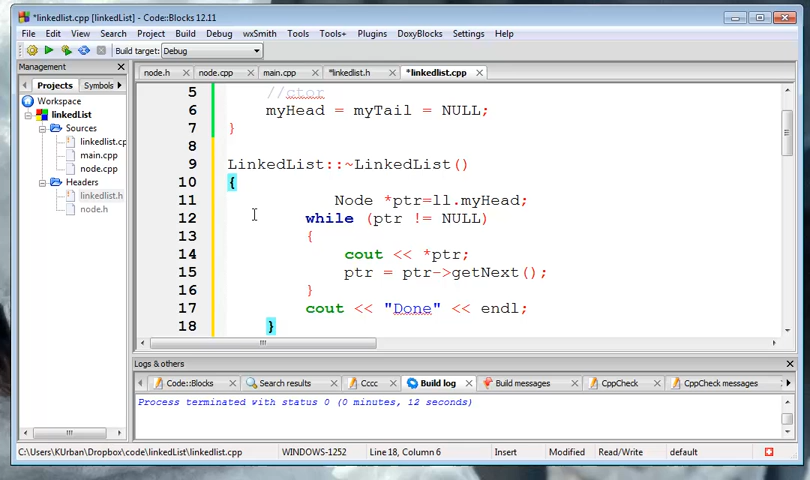 *linkedlist.cpp [linkedList] - Code::Blocks 12.11
File Edit View Search Project Build Debug wxSmith Tools Tools+ Plugins DoxyBlocks Settings Help
Build target: Debug
Management
Projects Symbols
Workspace
linkedList
Sources
linkedlist.cp
main.cpp
node.cpp
Headers
linkedlist.h
node.h
node.h node.cpp main.cpp *linkedlist.h *linkedlist.cpp
5 //ctor
6 myHead = myTail = NULL;
7 }
8
9 LinkedList::~LinkedList()
10 {
11 Node *ptr=ll.myHead;
12 while (ptr != NULL)
13 {
14 cout << *ptr;
15 ptr = ptr->getNext();
16 }
17 cout << "Done" << endl;
18 }
Logs & others
Code::Blocks Search results Cccc Build log Build messages CppCheck CppCheck messages
Process terminated with status 0 (0 minutes, 12 seconds)
C:\Users\KUrban\Dropbox\code\linkedList\linkedlist.cpp WINDOWS-1252 Line 18, Column 6 Insert Modified Read/Write default